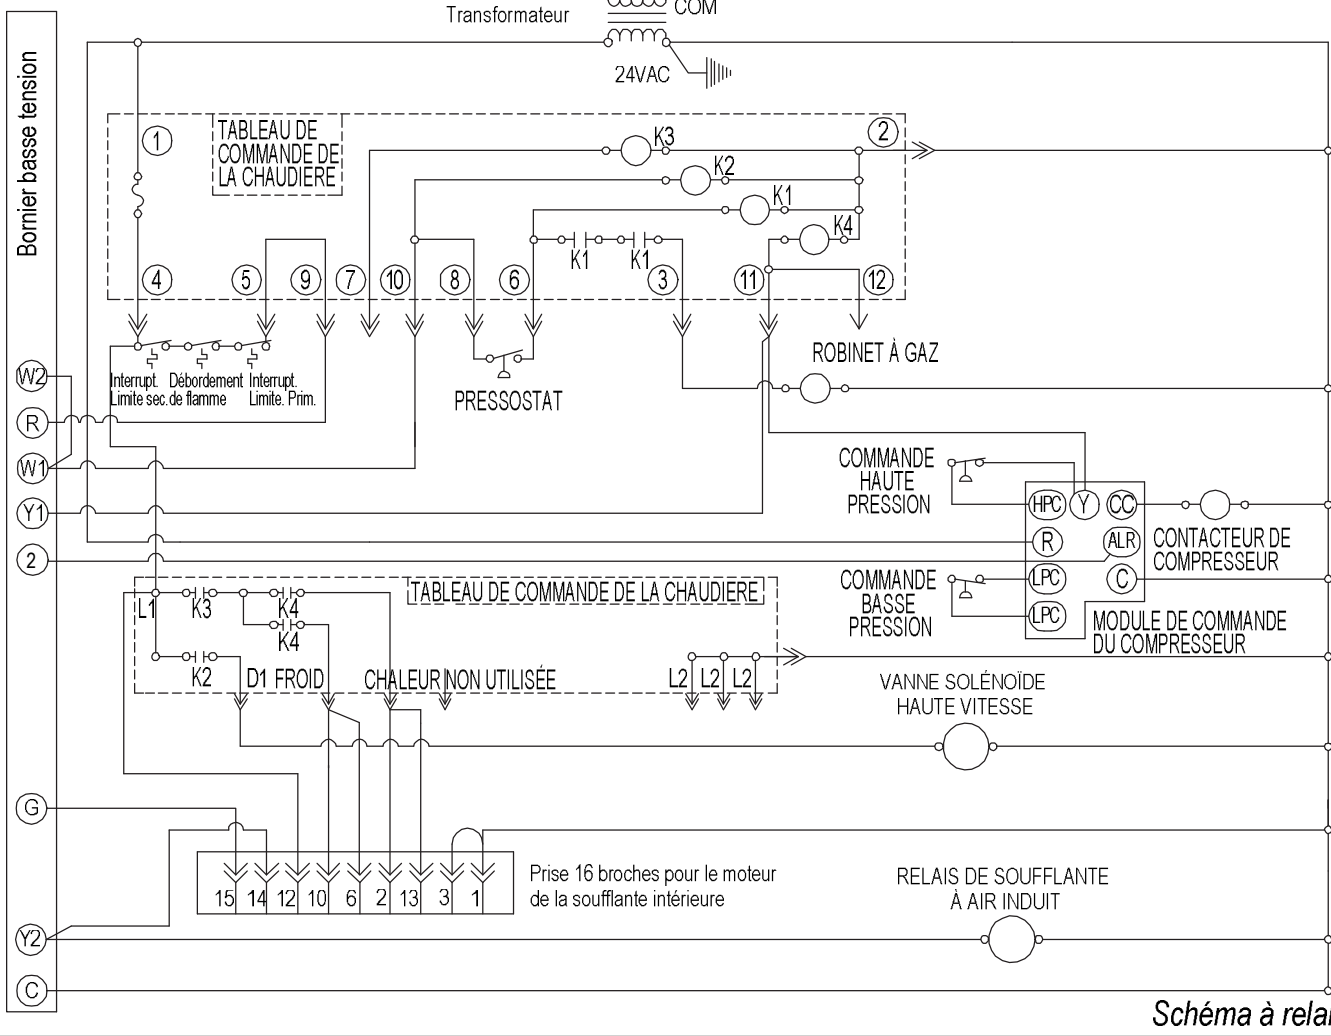 Transformateur
COM
24VAC
Bornier basse tension
TABLEAU DE
COMMANDE DE
LA CHAUDIERE
1
K3
2
K2
K1
K4
K1
K1
4
5
9
7
10
8
6
3
11
12
Interrupt.
Limite sec.
Débordement
de flamme
Interrupt.
Limite. Prim.
PRESSOSTAT
ROBINET À GAZ
W2
R
W1
Y1
2
COMMANDE
HAUTE
PRESSION
HPC
Y
CC
R
ALR
LPC
C
LPC
CONTACTEUR DE
COMPRESSEUR
COMMANDE
BASSE
PRESSION
MODULE DE COMMANDE
DU COMPRESSEUR
TABLEAU DE COMMANDE DE LA CHAUDIERE
L1
K3
K4
K4
K2
D1 FROID
CHALEUR NON UTILISÉE
L2
L2
L2
VANNE SOLÉNOÏDE
HAUTE VITESSE
G
15
14
12
10
6
2
13
3
1
Prise 16 broches pour le moteur
de la soufflante intérieure
RELAIS DE SOUFFLANTE
À AIR INDUIT
Y2
C
Schéma à relai